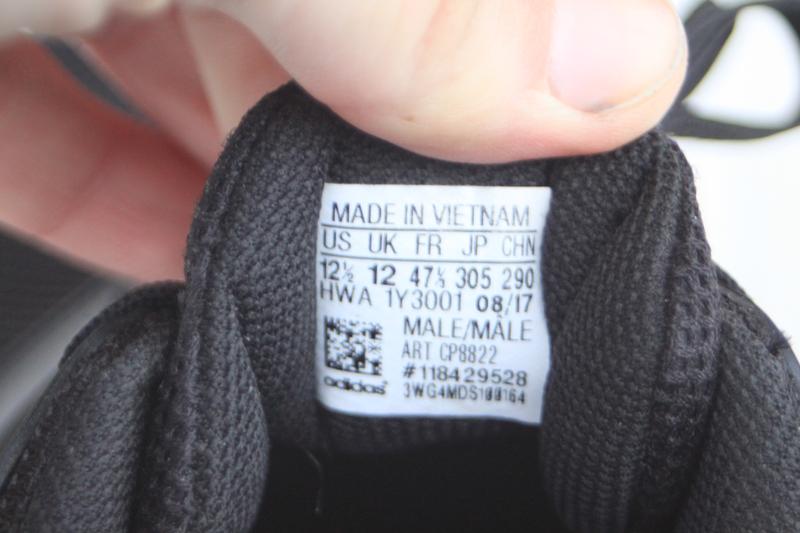 MADE IN VIETNAM
US UK FR JP CHN
12½ 12 47⅓ 305 290
HWA 1Y3001 08/17
MALE/MÂLE
ART CP8822
#118429528
adidas